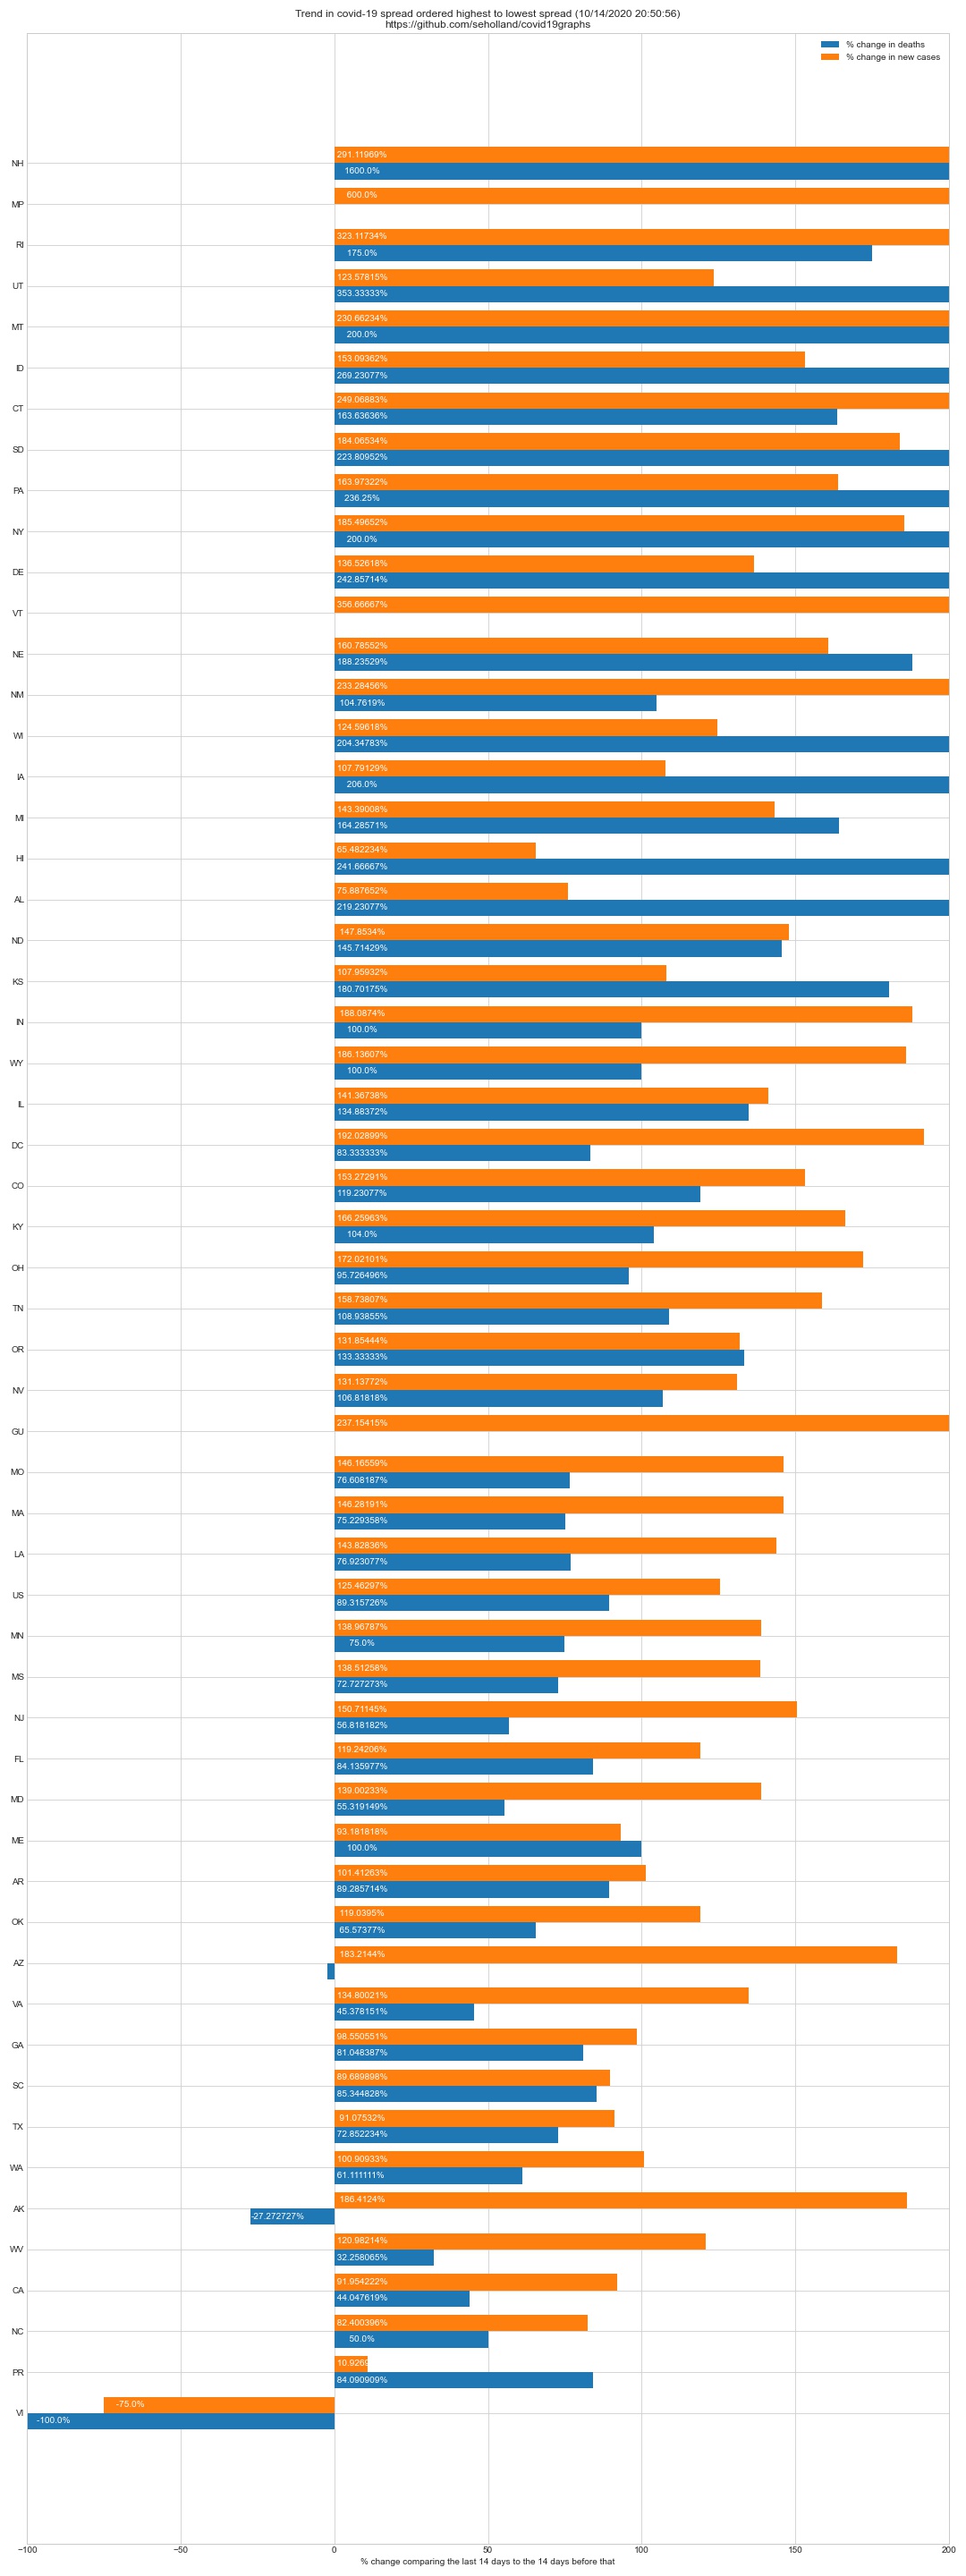 Trend in covid-19 spread ordered highest to lowest spread (10/14/2020 20:50:56)
https://github.com/seholland/covid19graphs
% change in deaths
% change in new cases
291.11969%
NH
1600.0%
600.0%
MP
323.11734%
RI
175.0%
123.57815%
UT
353.33333%
230.66234%
MT
200.0%
153.09362%
ID
269.23077%
249.06883%
CT
163.63636%
184.06534%
SD
223.80952%
163.97322%
PA
236.25%
185.49652%
NY
200.0%
136.52618%
DE
242.85714%
356.66667%
VT
160.78552%
NE
188.23529%
233.28456%
NM
104.7619%
124.59618%
WI
204.34783%
107.79129%
IA
206.0%
143.39008%
MI
164.28571%
65.482234%
HI
241.66667%
75.887652%
AL
219.23077%
147.8534%
ND
145.71429%
107.95932%
KS
180.70175%
188.0874%
IN
100.0%
186.13607%
WY
100.0%
141.36738%
IL
134.88372%
192.02899%
DC
83.333333%
153.27291%
CO
119.23077%
166.25963%
KY
104.0%
172.02101%
OH
95.726496%
158.73807%
TN
108.93855%
131.85444%
OR
133.33333%
131.13772%
NV
106.81818%
237.15415%
GU
146.16559%
MO
76.608187%
146.28191%
MA
75.229358%
143.82836%
LA
76.923077%
125.46297%
US
89.315726%
138.96787%
MN
75.0%
138.51258%
MS
72.727273%
150.71145%
NJ
56.818182%
119.24206%
FL
84.135977%
139.00233%
MD
55.319149%
93.181818%
ME
100.0%
101.41263%
AR
89.285714%
119.0395%
OK
65.57377%
183.2144%
AZ
134.80021%
VA
45.378151%
98.550551%
GA
81.048387%
89.689898%
SC
85.344828%
91.07532%
TX
72.852234%
100.90933%
WA
61.111111%
186.4124%
AK
-27.272727%
120.98214%
WV
32.258065%
91.954222%
CA
44.047619%
82.400396%
NC
50.0%
10.926
PR
84.090909%
-75.0%
VI
-100.0%
−100 −50 0 50 100 150 200
% change comparing the last 14 days to the 14 days before that